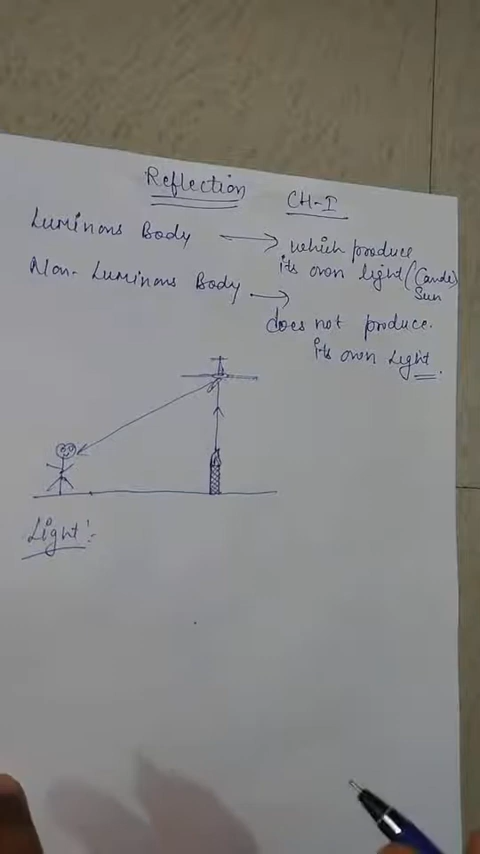 Reflection CH-I
Luminous Body → which produce
its own light (Candle)
Sun
Non-Luminous Body →
does not produce.
its own Light.
Light: